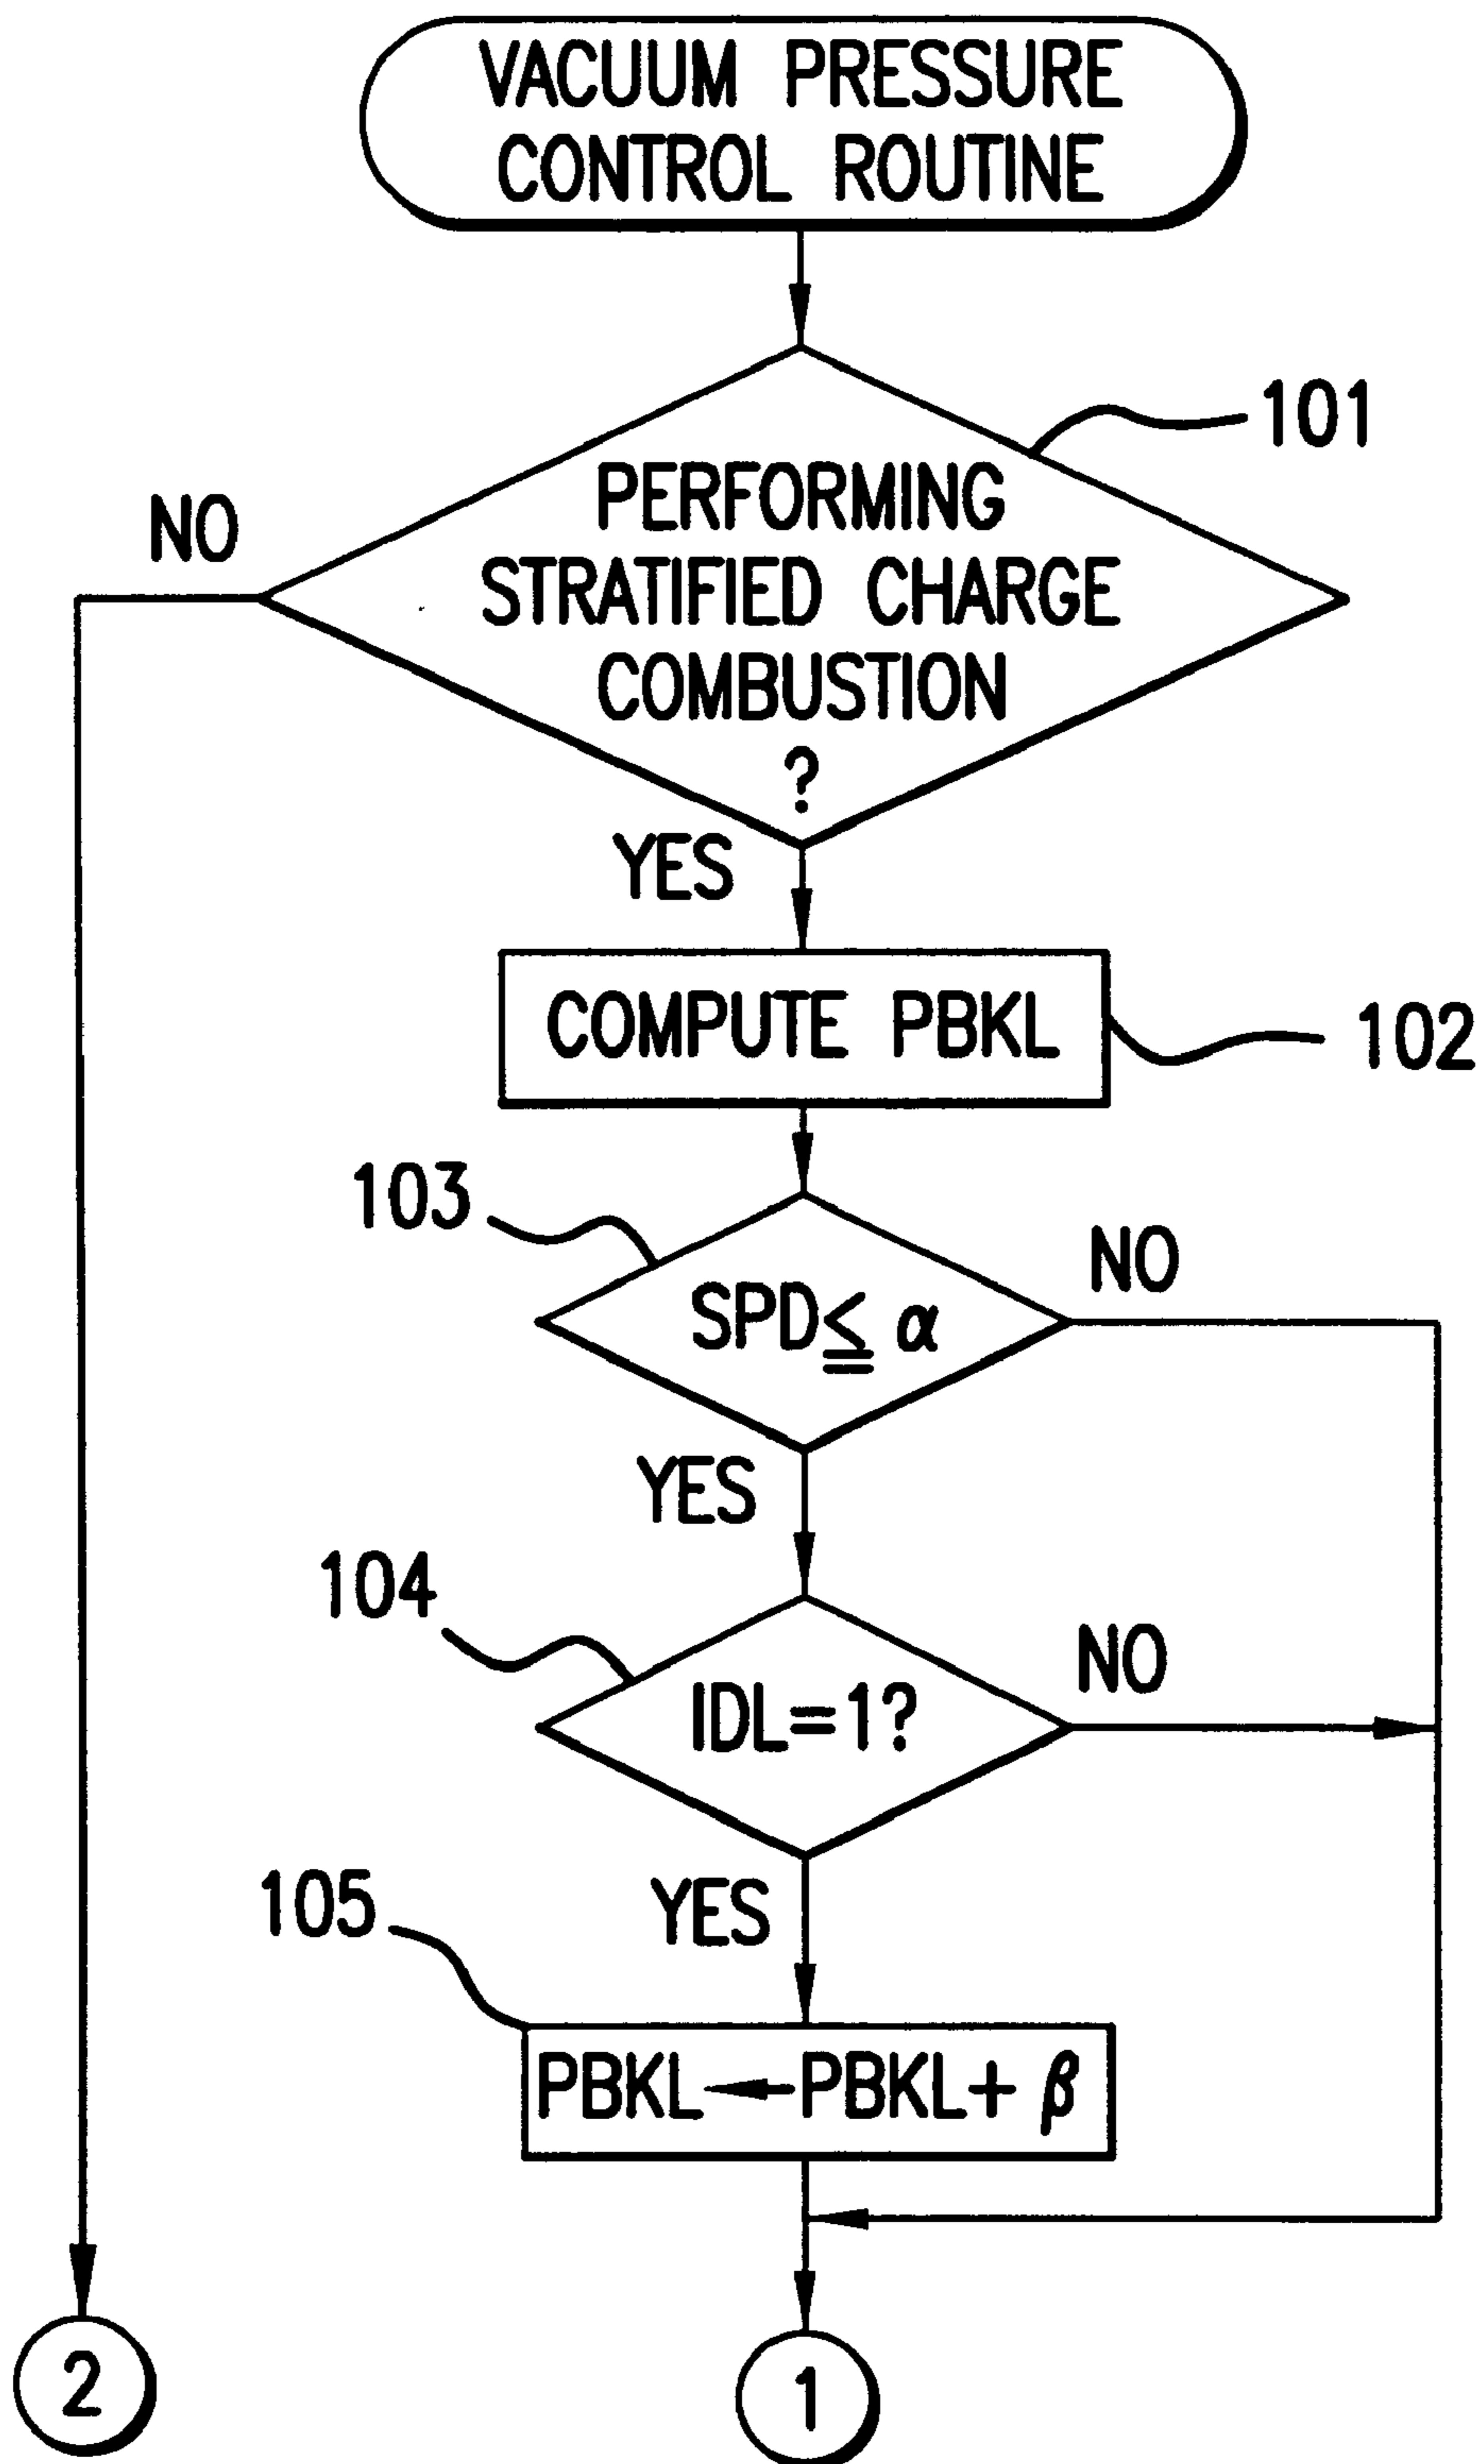 VACUUM PRESSURE
CONTROL ROUTINE
101
PERFORMING
STRATIFIED CHARGE
COMBUSTION
?
NO
YES
COMPUTE PBKL
102
103
SPD≦ α
NO
YES
104
IDL=1?
NO
YES
105
PBKL←PBKL+ β
2
1